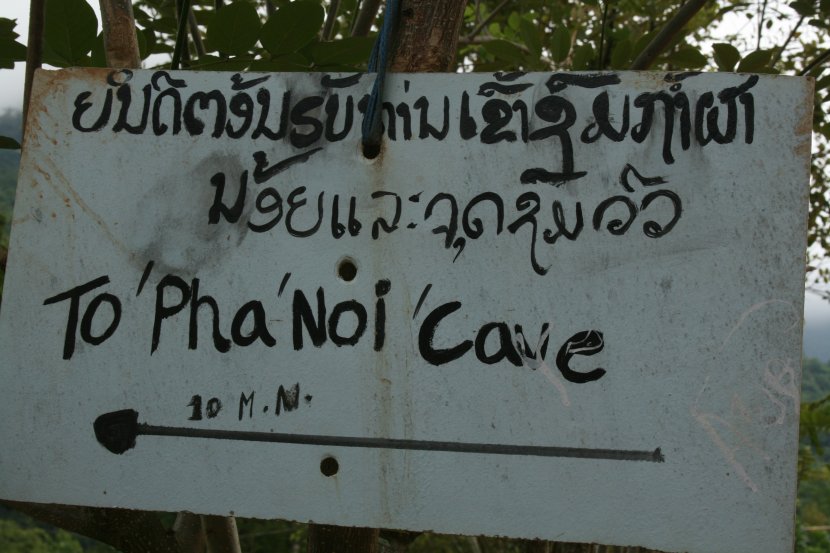 ຍິນດີຕ້ອນຮັບທ່ານເຂົ້າຊົມຖ້ຳຜາ
ນ້ອຍແລະຈຸດຊົມວິວ
To 'Pha' Noi 'Cave
10 M.N.